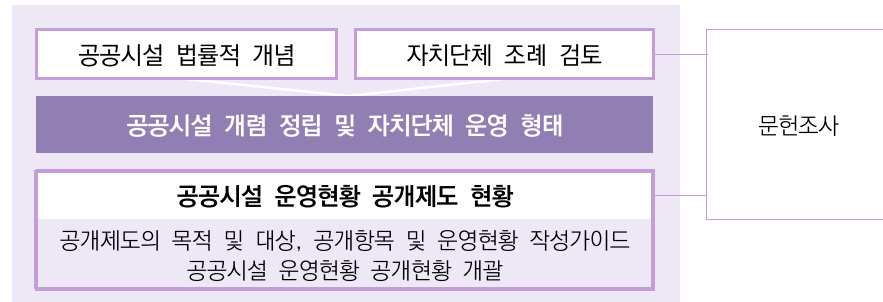 공공시설 법률적 개념
자치단체 조례 검토
공공시설 개렴 정립 및 자치단체 운영 형태
문헌조사
공공시설 운영현황 공개제도 현황
공개제도의 목적 및 대상, 공개항목 및 운영현황 작성가이드
공공시설 운영현황 공개현황 개괄